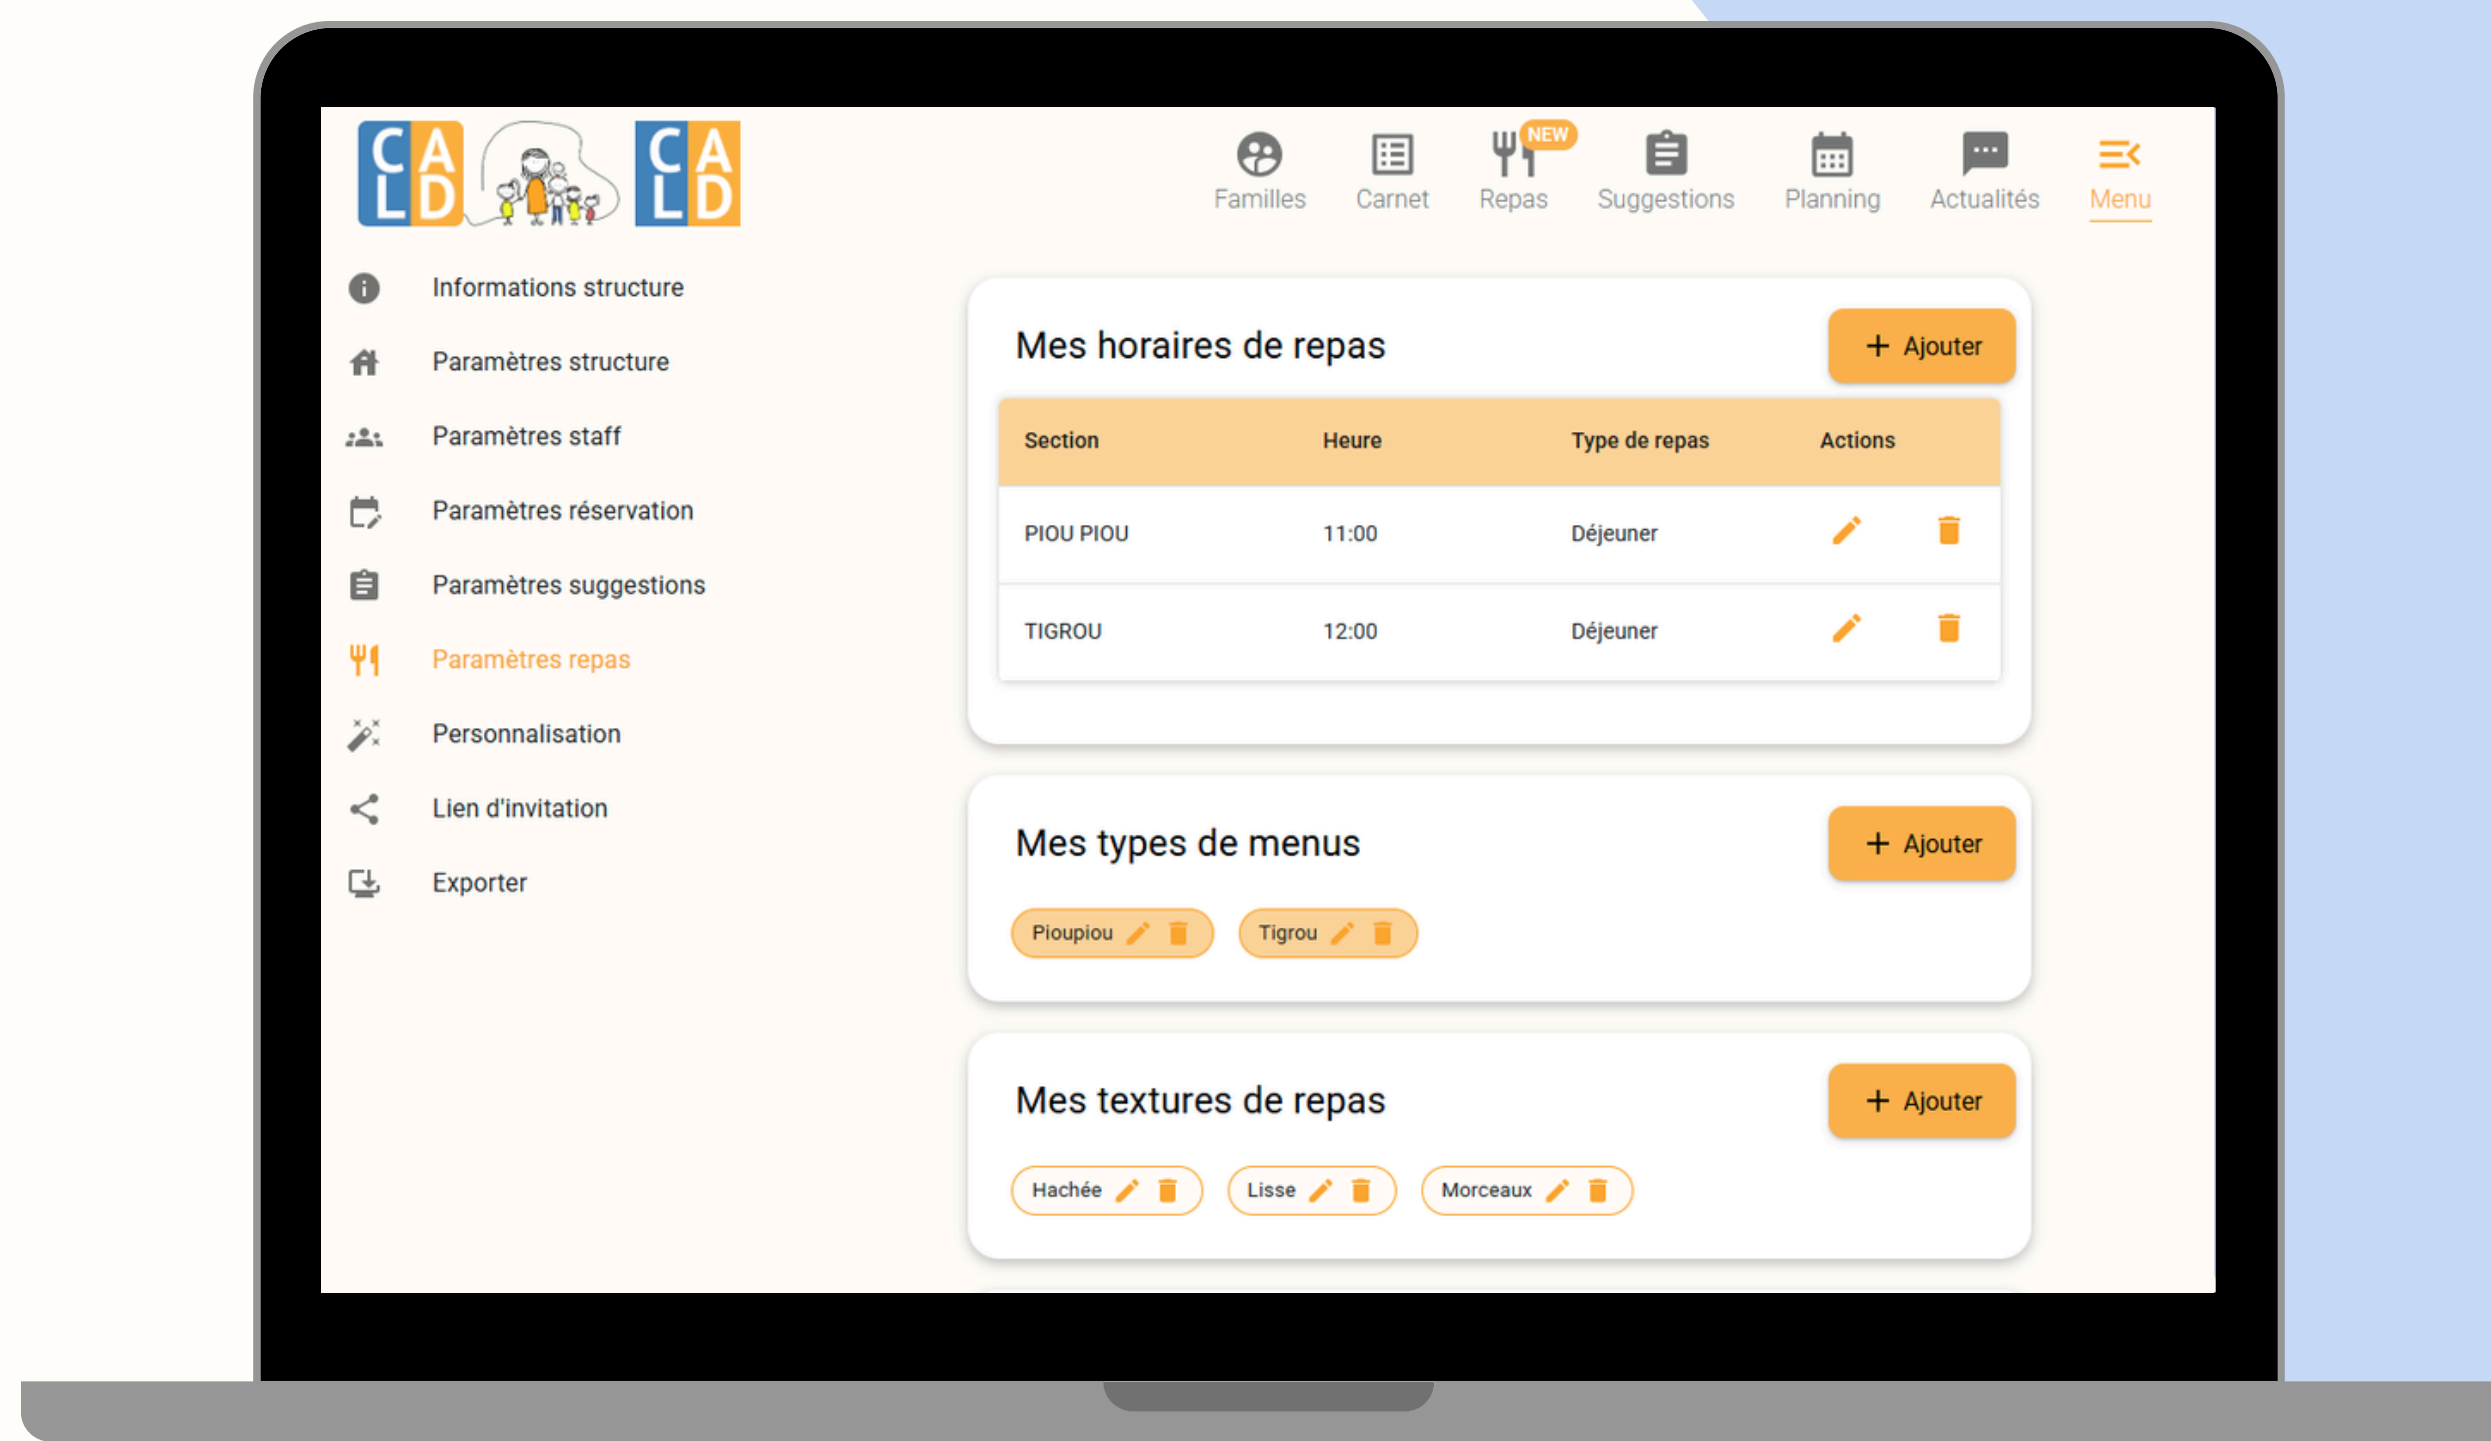 CA
LD
CA
LD
NEW
Familles
Carnet
Repas
Suggestions
Planning
Actualités
Menu
Informations structure
Paramètres structure
Paramètres staff
Paramètres réservation
Paramètres suggestions
Paramètres repas
Personnalisation
Lien d'invitation
Exporter
Mes horaires de repas
+ Ajouter
Section Heure Type de repas Actions
PIOU PIOU 11:00 Déjeuner
TIGROU 12:00 Déjeuner
Mes types de menus
+ Ajouter
Pioupiou
Tigrou
Mes textures de repas
+ Ajouter
Hachée
Lisse
Morceaux